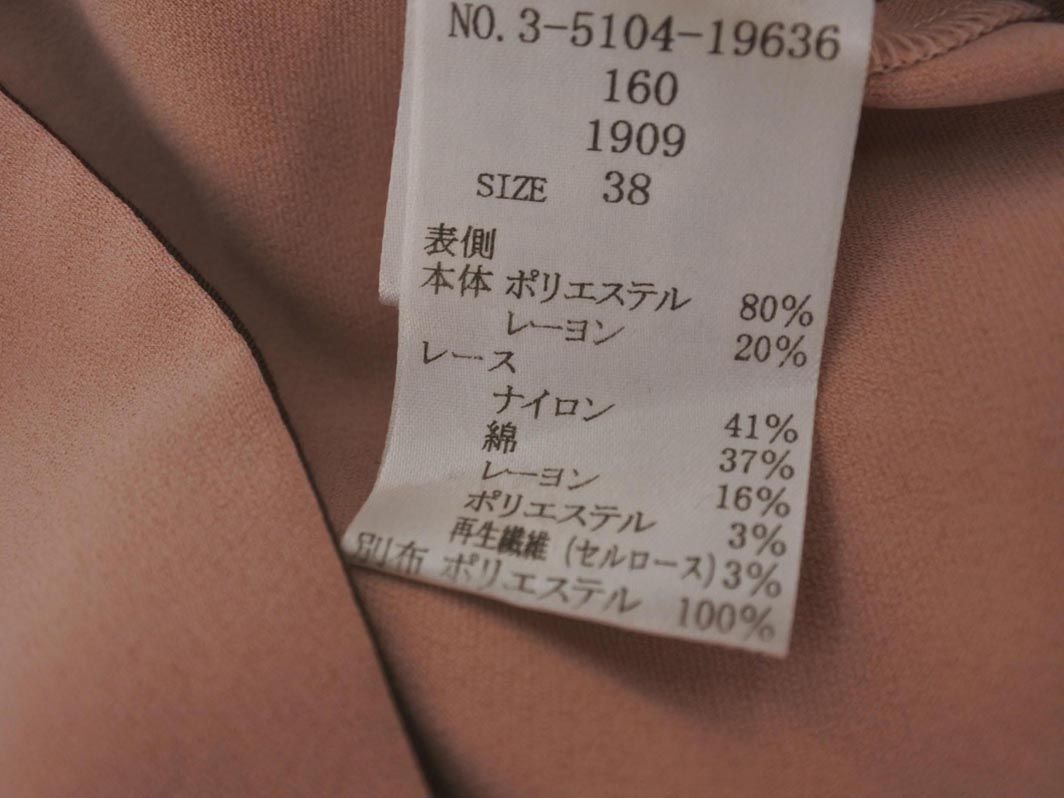 NO. 3-5104-19636
160
1909
SIZE 38
表側
本体 ポリエステル 80%
レーヨン 20%
レース
ナイロン 41%
綿 37%
レーヨン 16%
ポリエステル 3%
再生繊維 (セルロース) 3%
別布 ポリエステル 100%